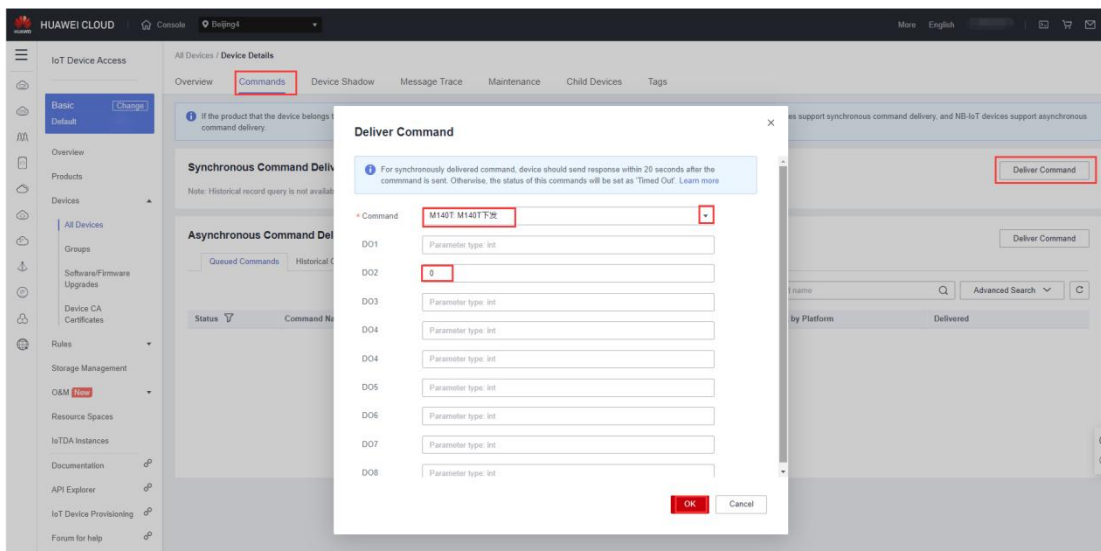 HUAWEI
HUAWEI CLOUD
Console
Beijing4
More
English
IoT Device Access
Basic
Change
Default
Overview
Products
Devices
All Devices
Groups
Software/Firmware
Upgrades
Device CA
Certificates
Rules
Storage Management
O&M New
Resource Spaces
IoTDA Instances
Documentation
API Explorer
IoT Device Provisioning
Forum for help
All Devices / Device Details
Overview
Commands
Device Shadow
Message Trace
Maintenance
Child Devices
Tags
If the product that the device belongs t
es support synchronous command delivery, and NB-IoT devices support asynchronous
command delivery.
Synchronous Command Deliv
Deliver Command
Note: Historical record query is not availab
Asynchronous Command Del
Deliver Command
Queued Commands
Historical C
name
Advanced Search
Status
Command Na
by Platform
Delivered
Deliver Command
For synchronously delivered command, device should send response within 20 seconds after the
commmand is sent. Otherwise, the status of this commands will be set as 'Timed Out'. Learn more
* Command
M140T: M140T下发
DO1
Parameter type: int
DO2
0
DO3
Parameter type: int
DO4
Parameter type: int
DO4
Parameter type: int
DO5
Parameter type: int
DO6
Parameter type: int
DO7
Parameter type: int
DO8
Parameter type: int
OK
Cancel